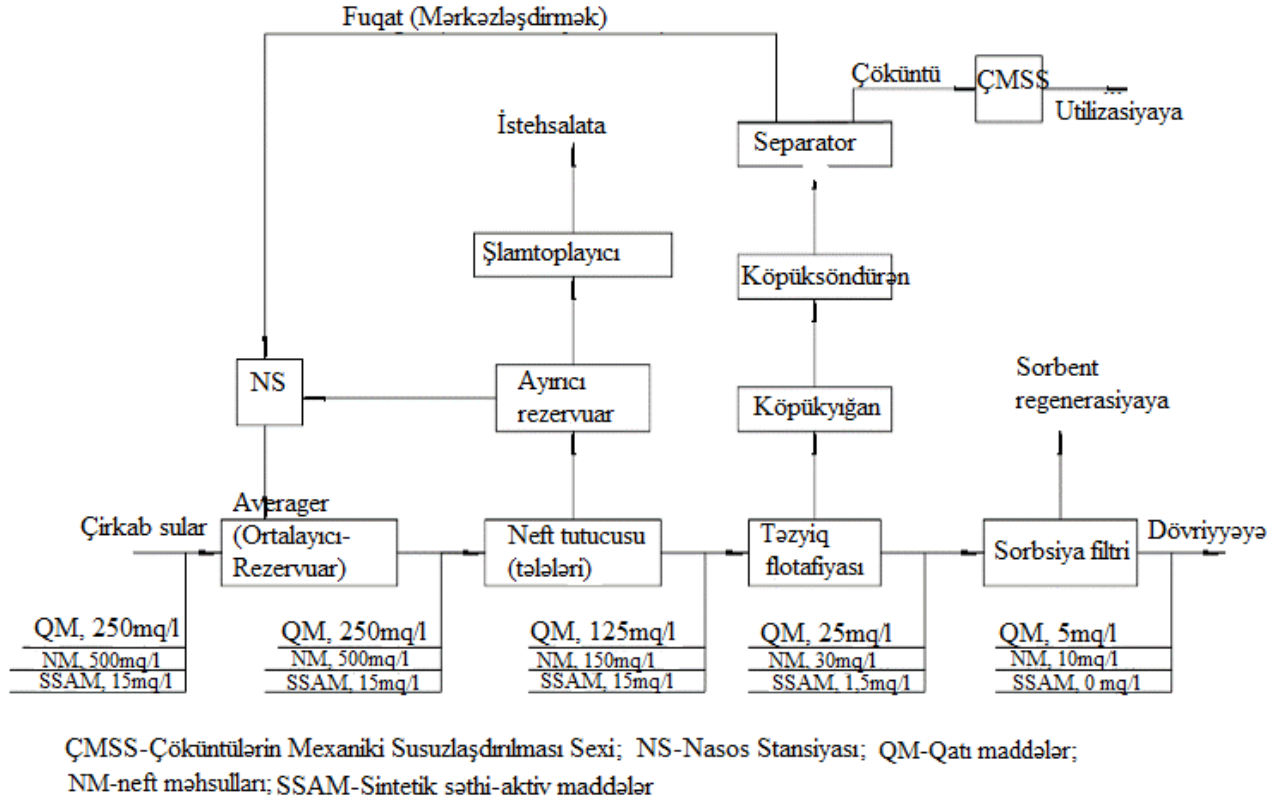 Fuqat (Mərkəzləşdirmək)
Çöküntü
ÇMSS
Utilizasiyaya
İstehsalata
Separator
Şlamtoplayıcı
Köpüksöndürən
NS
Ayırıcı
rezervuar
Köpükyığan
Sorbent
regenerasiyaya
Çirkab sular
Averager
(Ortalayıcı-
Rezervuar)
Neft tutucusu
(tələləri)
Təzyiq
flotafiyası
Sorbsiya filtri
Dövriyyəyə
QM, 250mq/l
NM, 500mq/l
SSAM, 15mq/l
QM, 250mq/l
NM, 500mq/l
SSAM, 15mq/l
QM, 125mq/l
NM, 150mq/l
SSAM, 15mq/l
QM, 25mq/l
NM, 30mq/l
SSAM, 1,5mq/l
QM, 5mq/l
NM, 10mq/l
SSAM, 0 mq/l
ÇMSS-Çöküntülərin Mexaniki Susuzlaşdırılması Sexi; NS-Nasos Stansiyası; QM-Qatı maddələr;
NM-neft məhsulları; SSAM-Sintetik səthi-aktiv maddələr